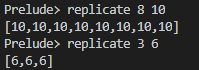 Prelude> replicate 8 10
[10,10,10,10,10,10,10,10]
Prelude> replicate 3 6
[6,6,6]